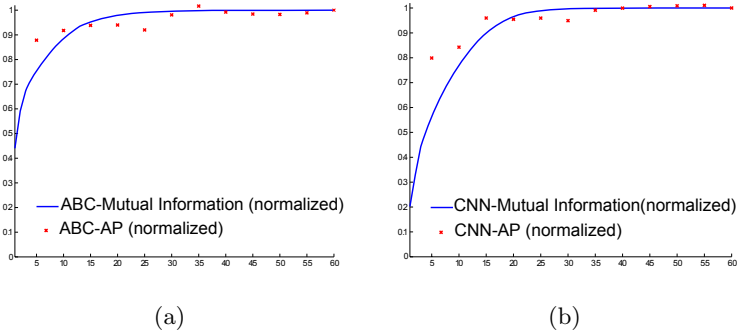 1
0.9
0.8
0.7
0.6
0.5
0.4
0.3
0.2
0.1
0
5 10 15 20 25 30 35 40 45 50 55 60
ABC-Mutual Information (normalized)
ABC-AP (normalized)
(a)
1
0.9
0.8
0.7
0.6
0.5
0.4
0.3
0.2
0.1
0
5 10 15 20 25 30 35 40 45 50 55 60
CNN-Mutual Information(normalized)
CNN-AP (normalized)
(b)